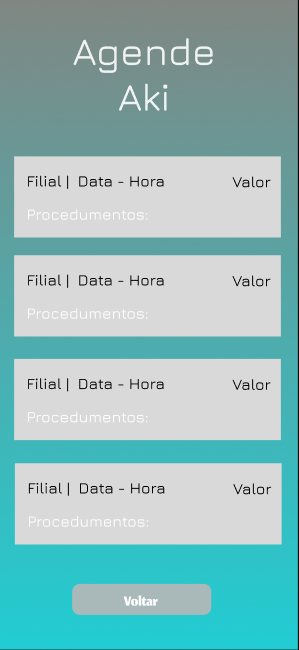 Agende
Aki
Filial | Data - Hora Valor
Procedumentos:
Filial | Data - Hora Valor
Procedumentos:
Filial | Data - Hora Valor
Procedumentos:
Filial | Data - Hora Valor
Procedumentos:
Voltar